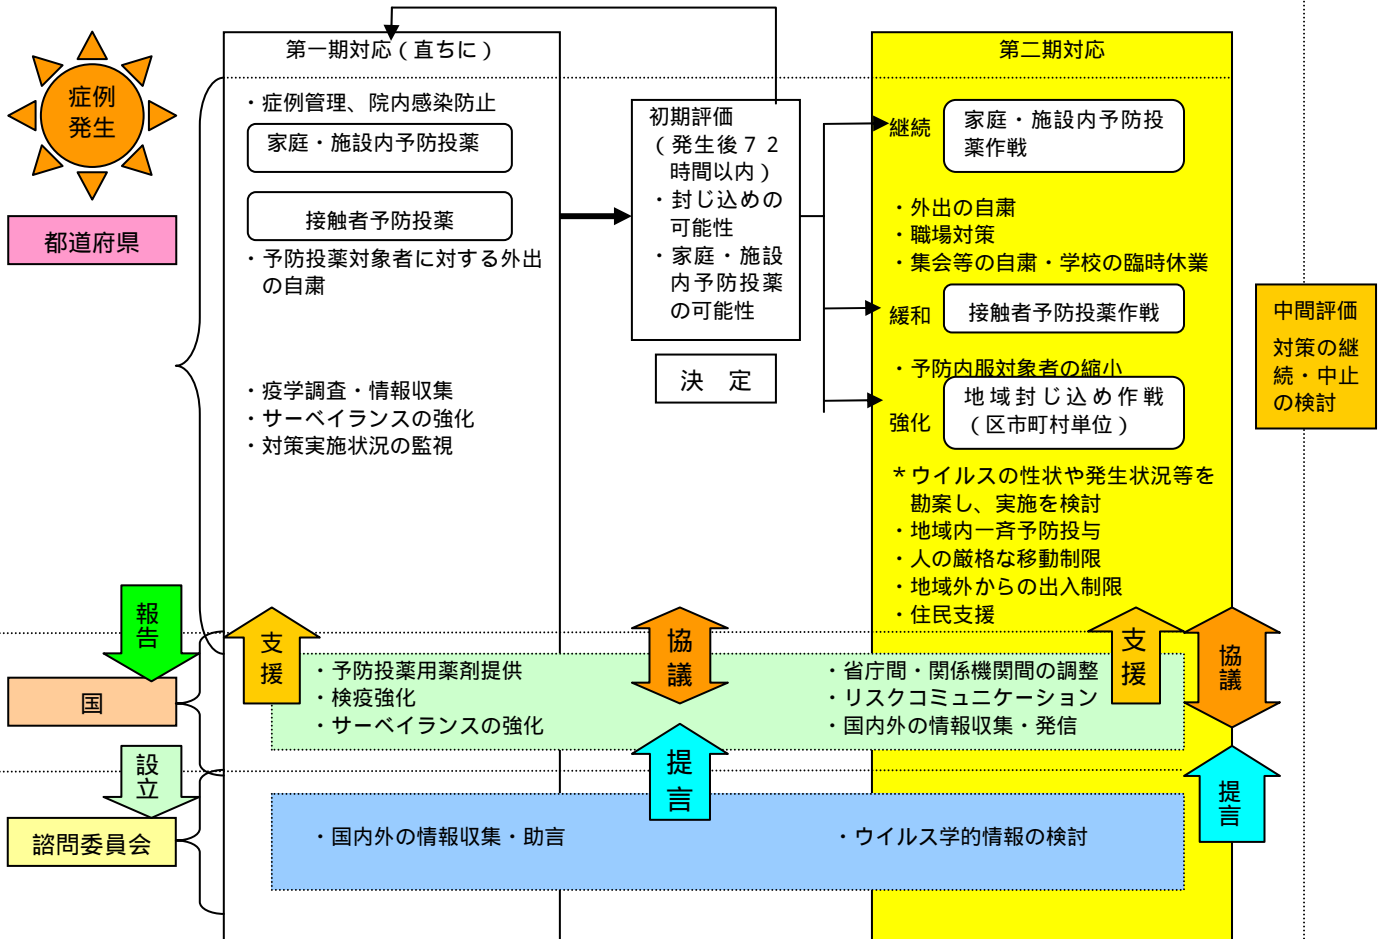 症例
発生
都道府県
報告
国
設立
諮問委員会
第一期対応（直ちに）
・症例管理、院内感染防止
家庭・施設内予防投薬
接触者予防投薬
・予防投薬対象者に対する外出
の自粛
・疫学調査・情報収集
・サーベイランスの強化
・対策実施状況の監視
初期評価
（発生後７２
時間以内）
・封じ込めの
可能性
・家庭・施設
内予防投薬
の可能性
決　定
第二期対応
継続
家庭・施設内予防投
薬作戦
・外出の自粛
・職場対策
・集会等の自粛・学校の臨時休業
緩和
接触者予防投薬作戦
・予防内服対象者の縮小
強化
地域封じ込め作戦
（区市町村単位）
＊ウイルスの性状や発生状況等を
勘案し、実施を検討
・地域内一斉予防投与
・人の厳格な移動制限
・地域外からの出入制限
・住民支援
中間評価
対策の継
続・中止
の検討
支援
協議
支援
協議
・予防投薬用薬剤提供
・検疫強化
・サーベイランスの強化
・省庁間・関係機関間の調整
・リスクコミュニケーション
・国内外の情報収集・発信
提言
提言
・国内外の情報収集・助言
・ウイルス学的情報の検討